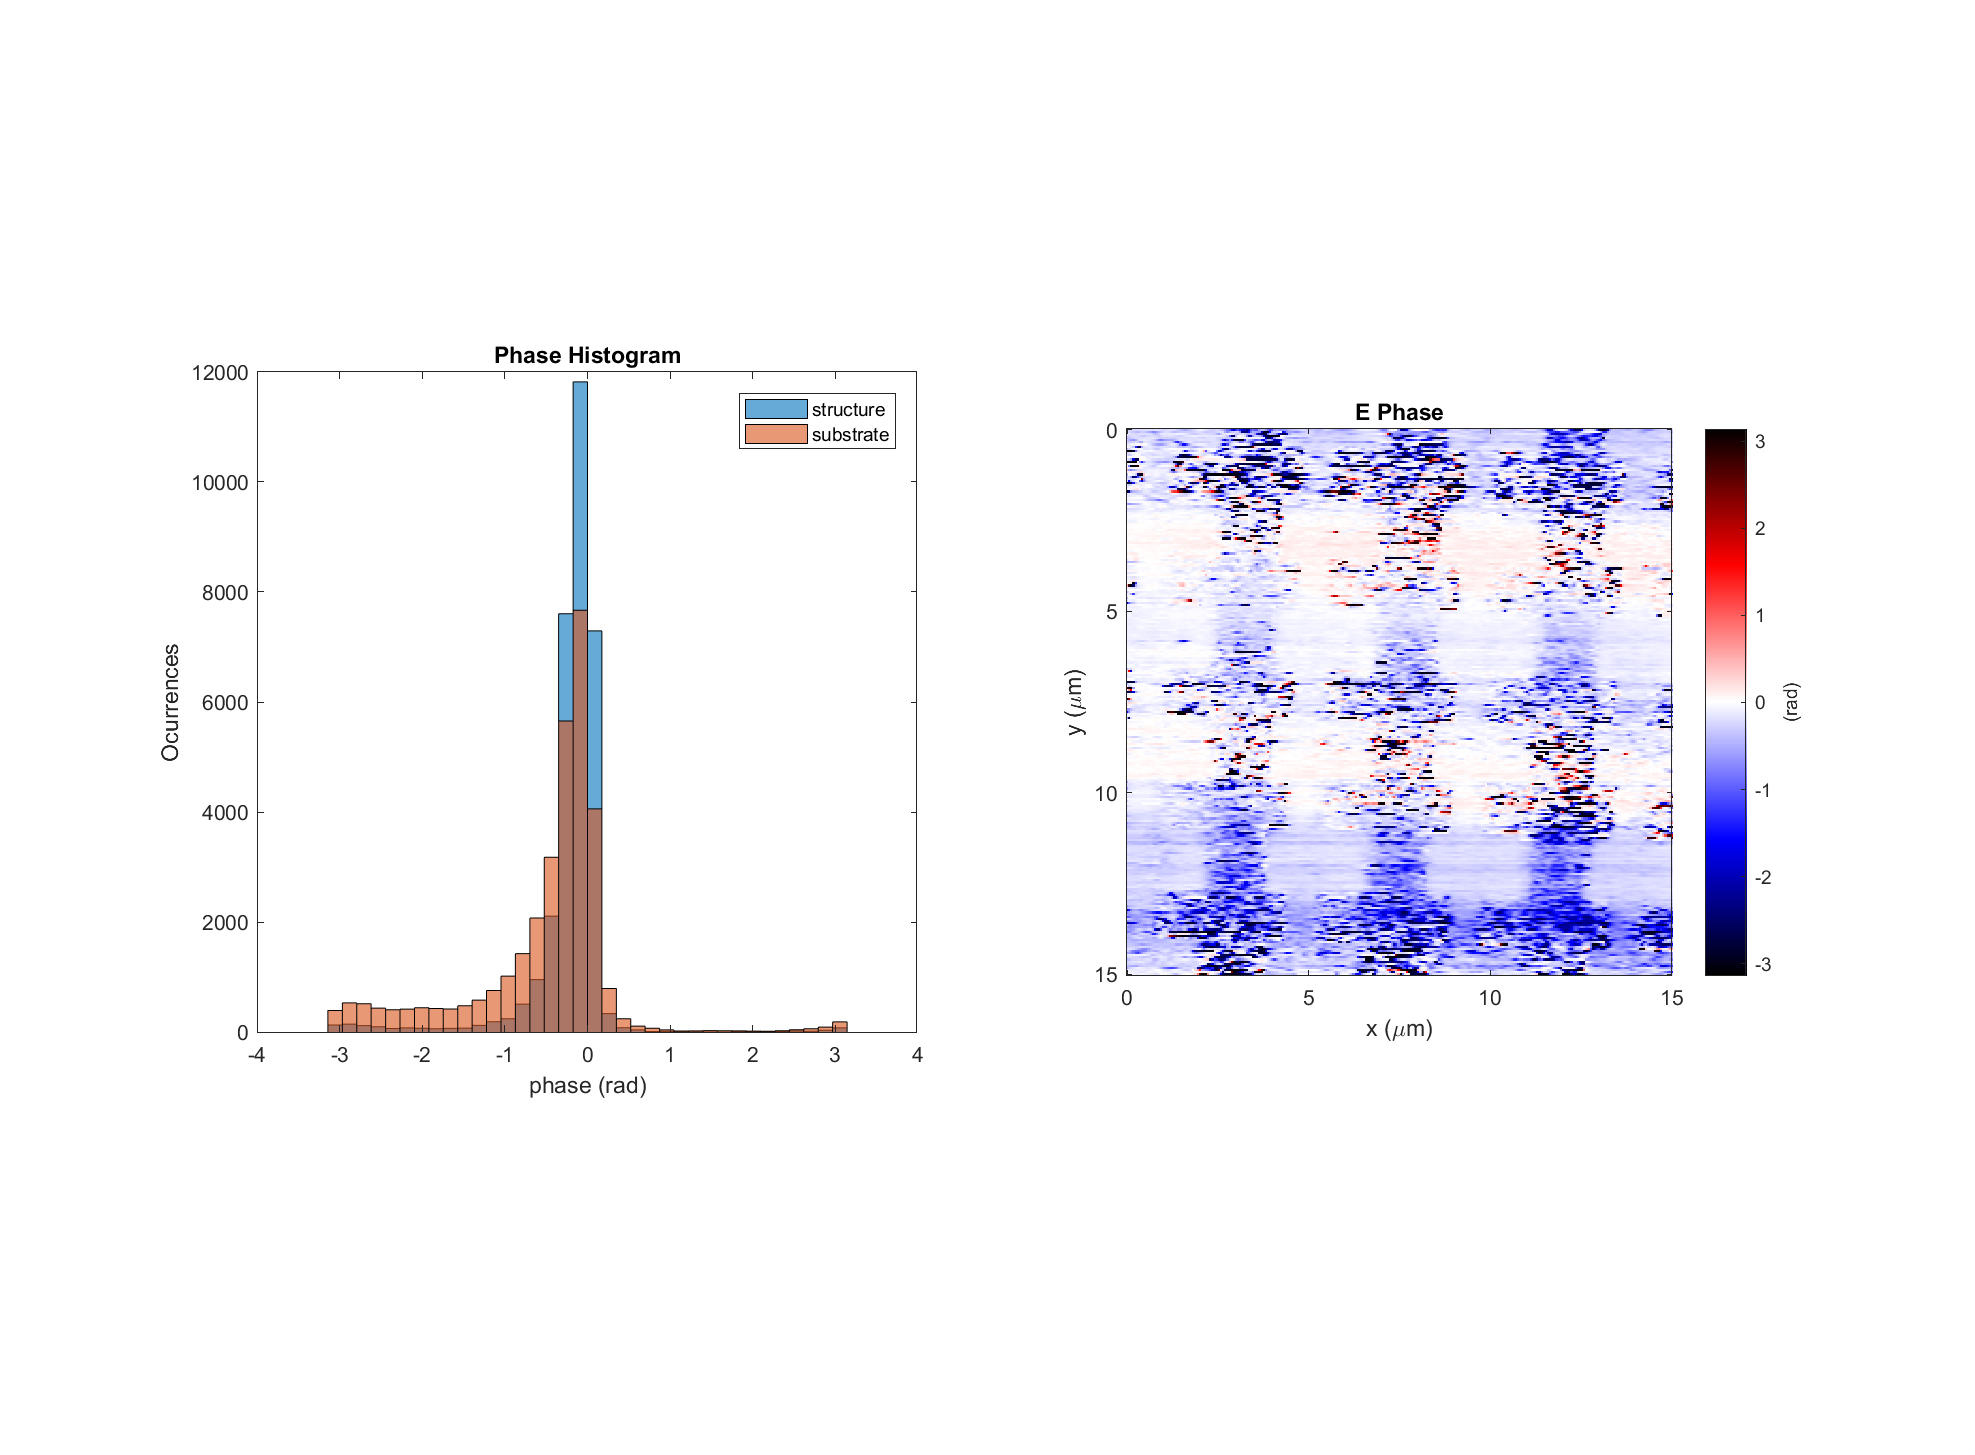 Phase Histogram
12000
10000
8000
6000
4000
2000
0
Ocurrences
-4 -3 -2 -1 0 1 2 3 4
phase (rad)
structure
substrate
E Phase
0
5
10
15
y (μm)
0 5 10 15
x (μm)
3
2
1
0
-1
-2
-3
(rad)